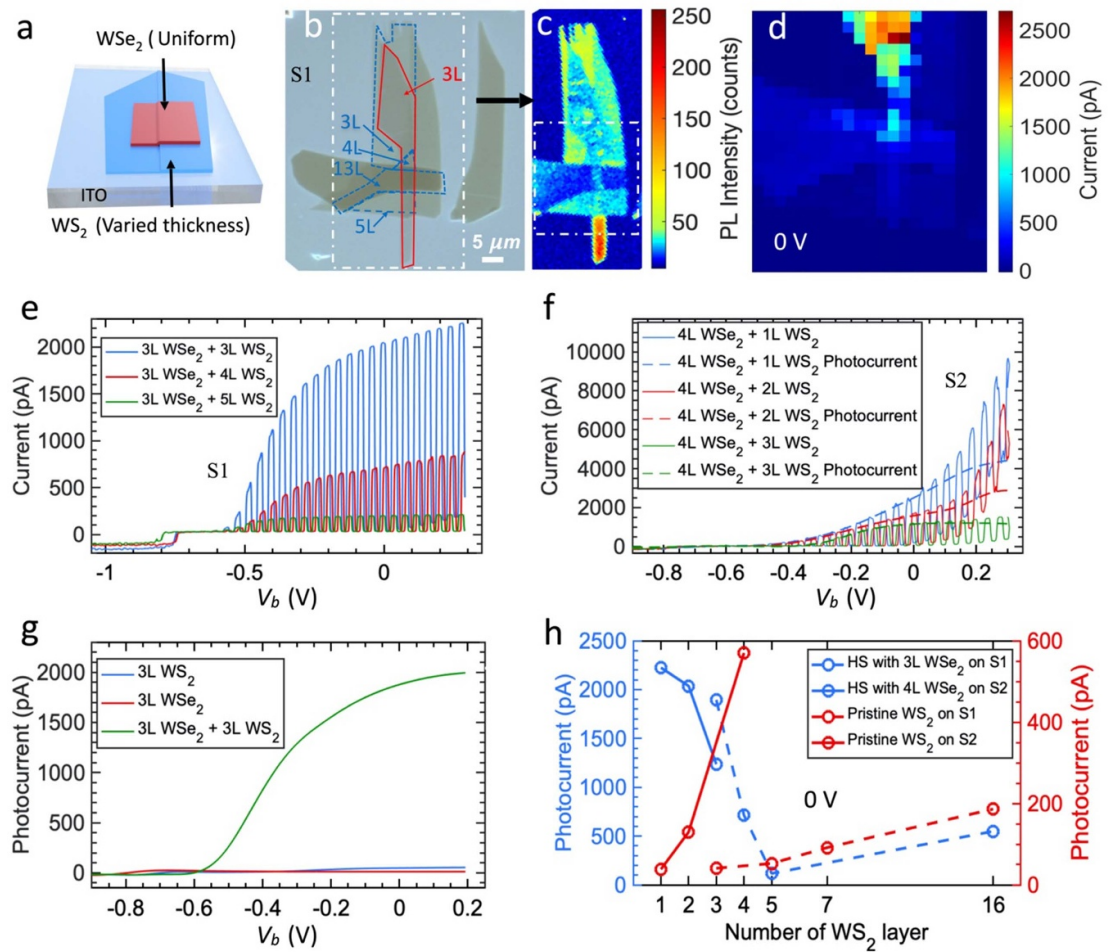 a
WSe2 ( Uniform)
ITO
WS2 (Varied thickness)
b
S1
3L
3L
4L
13L
5L
5 μm
c
250
200
150
100
50
PL Intensity (counts)
d
0 V
2500
2000
1500
1000
500
0
Current (pA)
e
3L WSe2 + 3L WS2
3L WSe2 + 4L WS2
3L WSe2 + 5L WS2
S1
2000
1500
1000
500
0
Current (pA)
-1
-0.5
0
Vb (V)
f
4L WSe2 + 1L WS2
4L WSe2 + 1L WS2 Photocurrent
4L WSe2 + 2L WS2
4L WSe2 + 2L WS2 Photocurrent
4L WSe2 + 3L WS2
4L WSe2 + 3L WS2 Photocurrent
S2
10000
8000
6000
4000
2000
0
Current (pA)
-0.8
-0.6
-0.4
-0.2
0
0.2
Vb (V)
g
3L WS2
3L WSe2
3L WSe2 + 3L WS2
2000
1500
1000
500
0
Photocurrent (pA)
-0.8
-0.6
-0.4
-0.2
0
0.2
Vb (V)
h
HS with 3L WSe2 on S1
HS with 4L WSe2 on S2
Pristine WS2 on S1
Pristine WS2 on S2
0 V
2500
2000
1500
1000
500
0
Photocurrent (pA)
600
400
200
0
Photocurrent (pA)
1
2
3
4
5
7
16
Number of WS2 layer